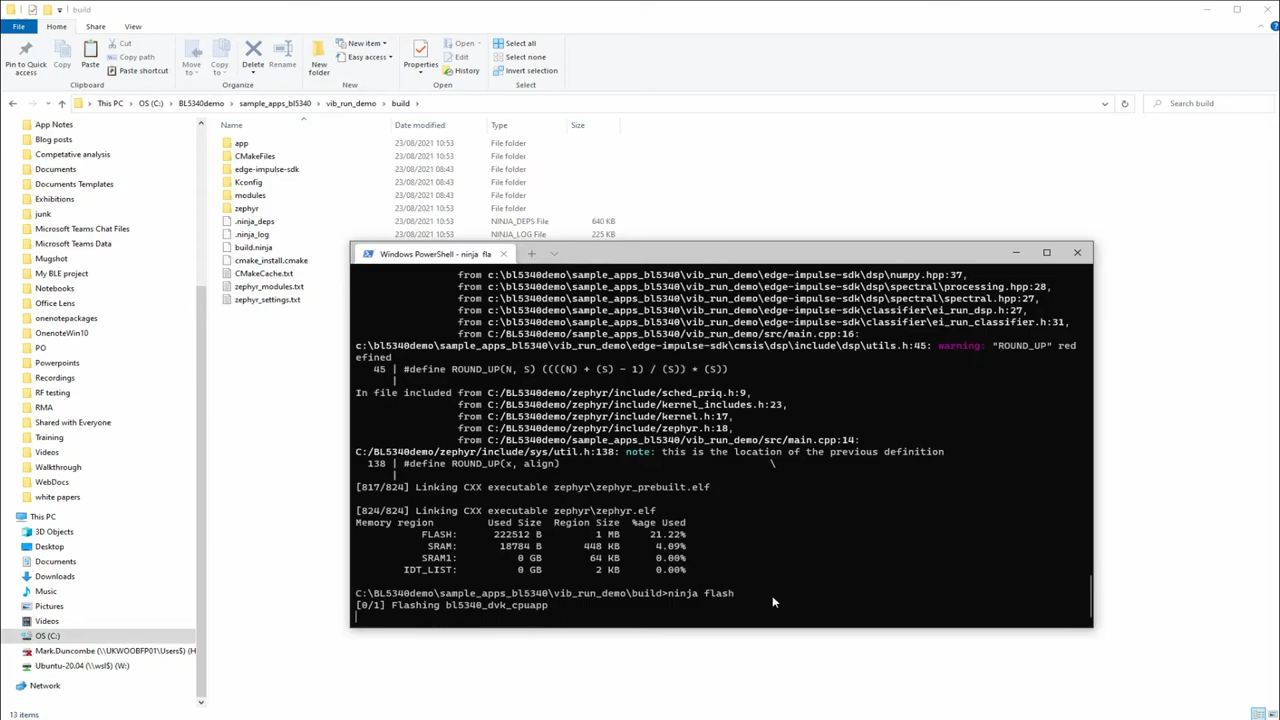 build
File
Home
Share
View
Pin to Quick access
Copy
Paste
Cut
Copy path
Paste shortcut
Clipboard
Move to
Copy to
Delete
Rename
Organize
New folder
New item
Easy access
New
Properties
Open
Edit
History
Open
Select all
Select none
Invert selection
Select
This PC
OS (C:)
BL5340demo
sample_apps_bl5340
vib_run_demo
build
Search build
App Notes
Blog posts
Competative analysis
Documents
Documents Templates
Exhibitions
junk
Microsoft Teams Chat Files
Microsoft Teams Data
Mugshot
My BLE project
Notebooks
Office Lens
onenotepackages
OnenoteWin10
PO
Powerpoints
Recordings
RF testing
RMA
Shared with Everyone
Training
Videos
Walkthrough
WebDocs
white papers
This PC
3D Objects
Desktop
Documents
Downloads
Music
Pictures
Videos
OS (C:)
Mark.Duncombe (\\UKWOOBFP01\Users$) (H
Ubuntu-20.04 (\\wsl$) (W:)
Network
13 items
Name Date modified Type Size
app 23/08/2021 10:53 File folder
CMakeFiles 23/08/2021 10:53 File folder
edge-impulse-sdk 23/08/2021 08:43 File folder
Kconfig 23/08/2021 08:43 File folder
modules 23/08/2021 08:43 File folder
zephyr 23/08/2021 10:53 File folder
.ninja_deps 23/08/2021 10:53 NINJA_DEPS File 640 KB
.ninja_log 23/08/2021 10:53 NINJA_LOG File 225 KB
build.ninja
cmake_install.cmake
CMakeCache.txt
zephyr_modules.txt
zephyr_settings.txt
Windows PowerShell - ninja fla
from c:\bl5340demo\sample_apps_bl5340\vib_run_demo\edge-impulse-sdk\dsp\numpy.hpp:37,
from c:\bl5340demo\sample_apps_bl5340\vib_run_demo\edge-impulse-sdk\dsp\spectral\processing.hpp:28,
from c:\bl5340demo\sample_apps_bl5340\vib_run_demo\edge-impulse-sdk\dsp\spectral\spectral.hpp:27,
from c:\bl5340demo\sample_apps_bl5340\vib_run_demo\edge-impulse-sdk\classifier\ei_run_dsp.h:27,
from c:\bl5340demo\sample_apps_bl5340\vib_run_demo\edge-impulse-sdk\classifier\ei_run_classifier.h:31,
from C:/BL5340demo/sample_apps_bl5340/vib_run_demo/src/main.cpp:16:
c:\bl5340demo\sample_apps_bl5340\vib_run_demo\edge-impulse-sdk\cmsis\dsp\include\dsp\utils.h:45: warning: "ROUND_UP" red
efined
45 | #define ROUND_UP(N, S) ((((N) + (S) - 1) / (S)) * (S))
|
In file included from C:/BL5340demo/zephyr/include/sched_priq.h:9,
from C:/BL5340demo/zephyr/include/kernel_includes.h:23,
from C:/BL5340demo/zephyr/include/kernel.h:17,
from C:/BL5340demo/zephyr/include/zephyr.h:18,
from C:/BL5340demo/sample_apps_bl5340/vib_run_demo/src/main.cpp:14:
C:/BL5340demo/zephyr/include/sys/util.h:138: note: this is the location of the previous definition
138 | #define ROUND_UP(x, align) \
|
[817/824] Linking CXX executable zephyr\zephyr_prebuilt.elf
[824/824] Linking CXX executable zephyr\zephyr.elf
Memory region Used Size Region Size %age Used
FLASH: 222512 B 1 MB 21.22%
SRAM: 18784 B 448 KB 4.09%
SRAM1: 0 GB 64 KB 0.00%
IDT_LIST: 0 GB 2 KB 0.00%
C:\BL5340demo\sample_apps_bl5340\vib_run_demo\build>ninja flash
[0/1] Flashing bl5340_dvk_cpuapp